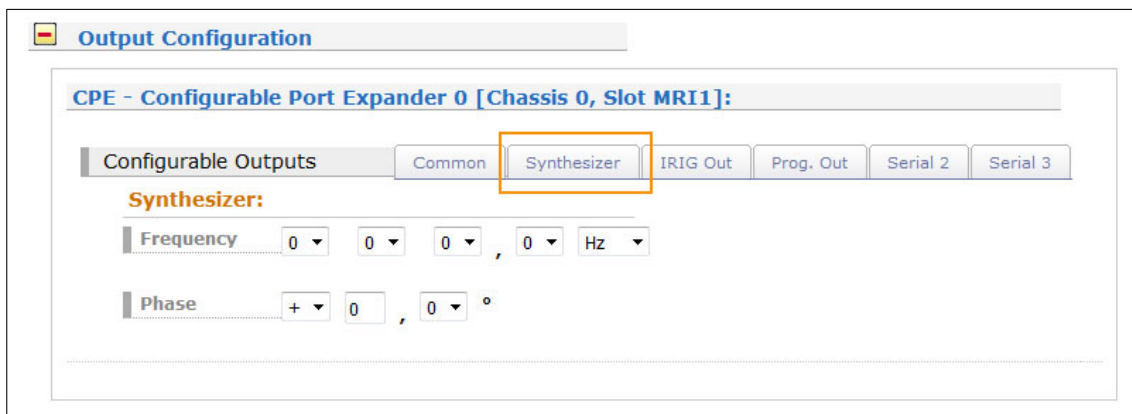 Output Configuration
CPE - Configurable Port Expander 0 [Chassis 0, Slot MRI1]:
Configurable Outputs Common Synthesizer IRIG Out Prog. Out Serial 2 Serial 3
Synthesizer:
Frequency 0 0 0 , 0 Hz
Phase + 0 , 0 °